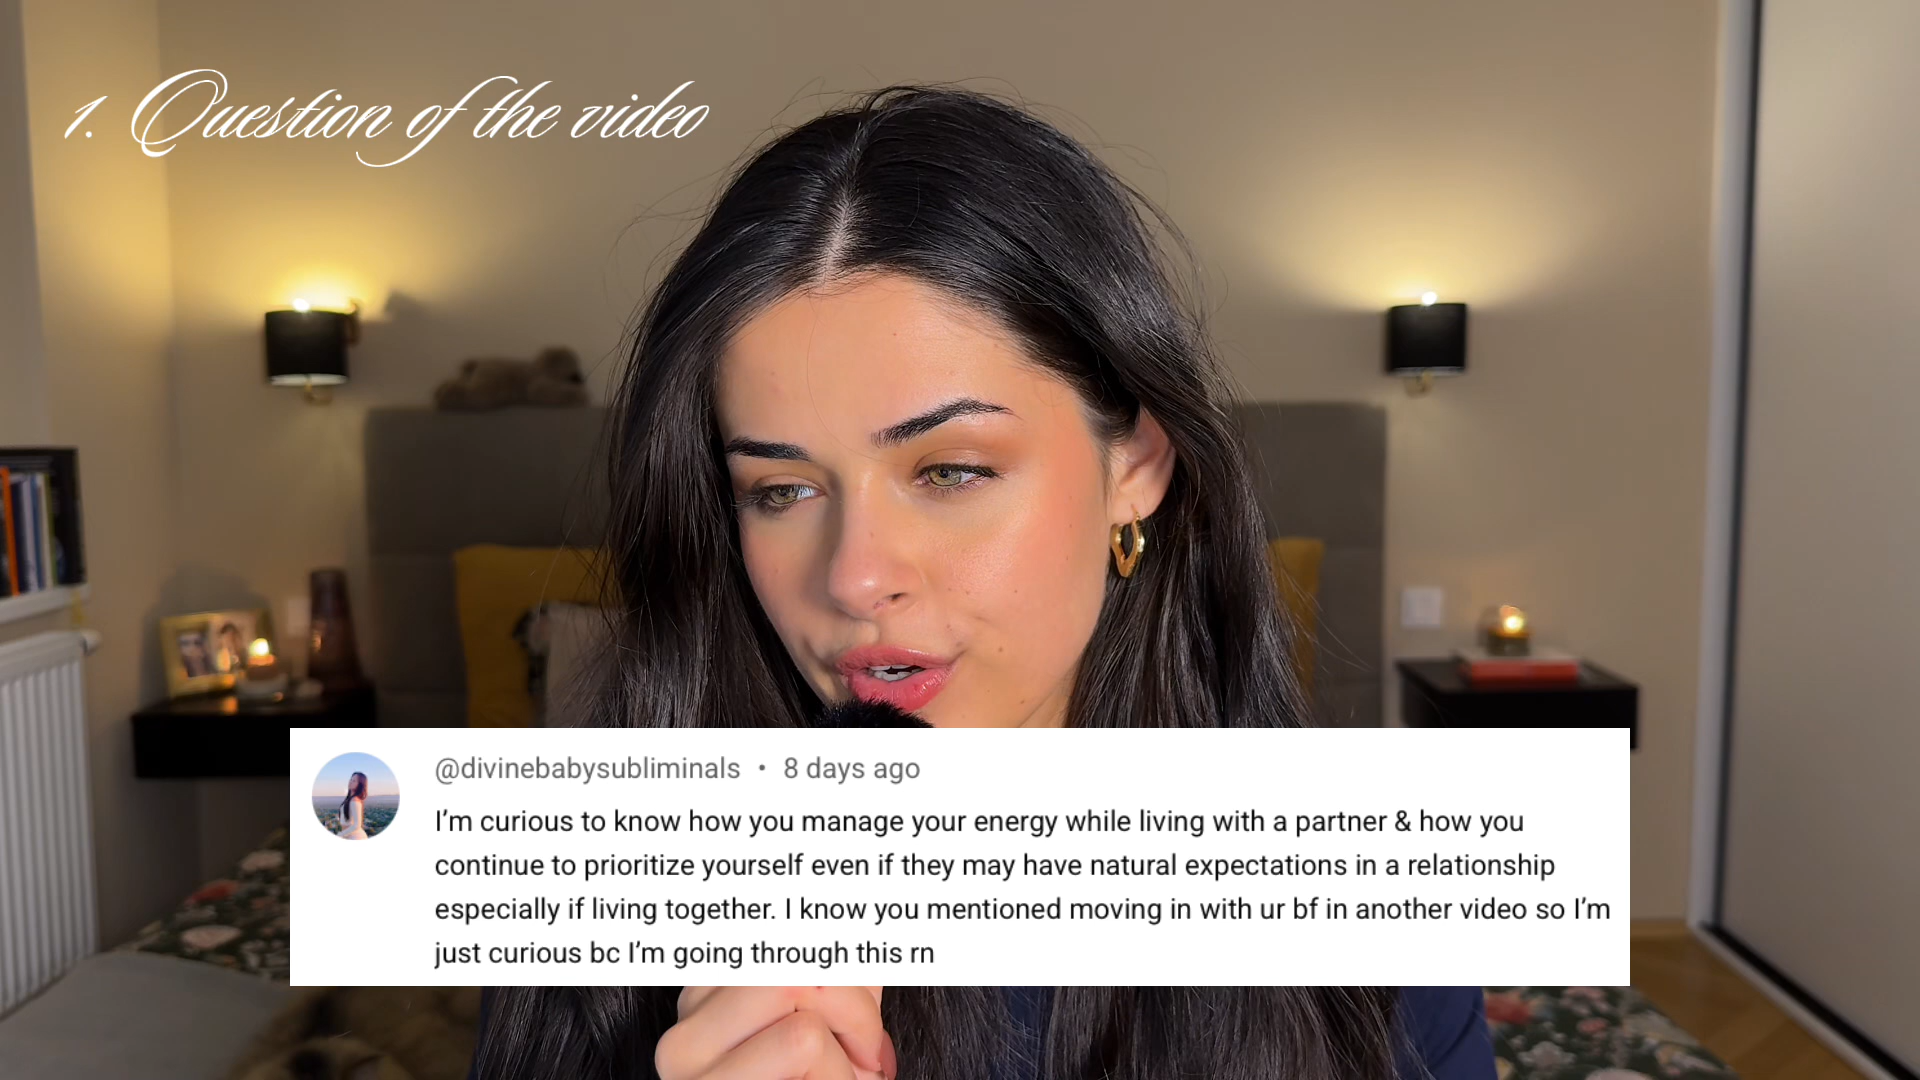 1. Question of the video
@divinebabysubliminals • 8 days ago
I’m curious to know how you manage your energy while living with a partner & how you
continue to prioritize yourself even if they may have natural expectations in a relationship
especially if living together. I know you mentioned moving in with ur bf in another video so I’m
just curious bc I’m going through this rn